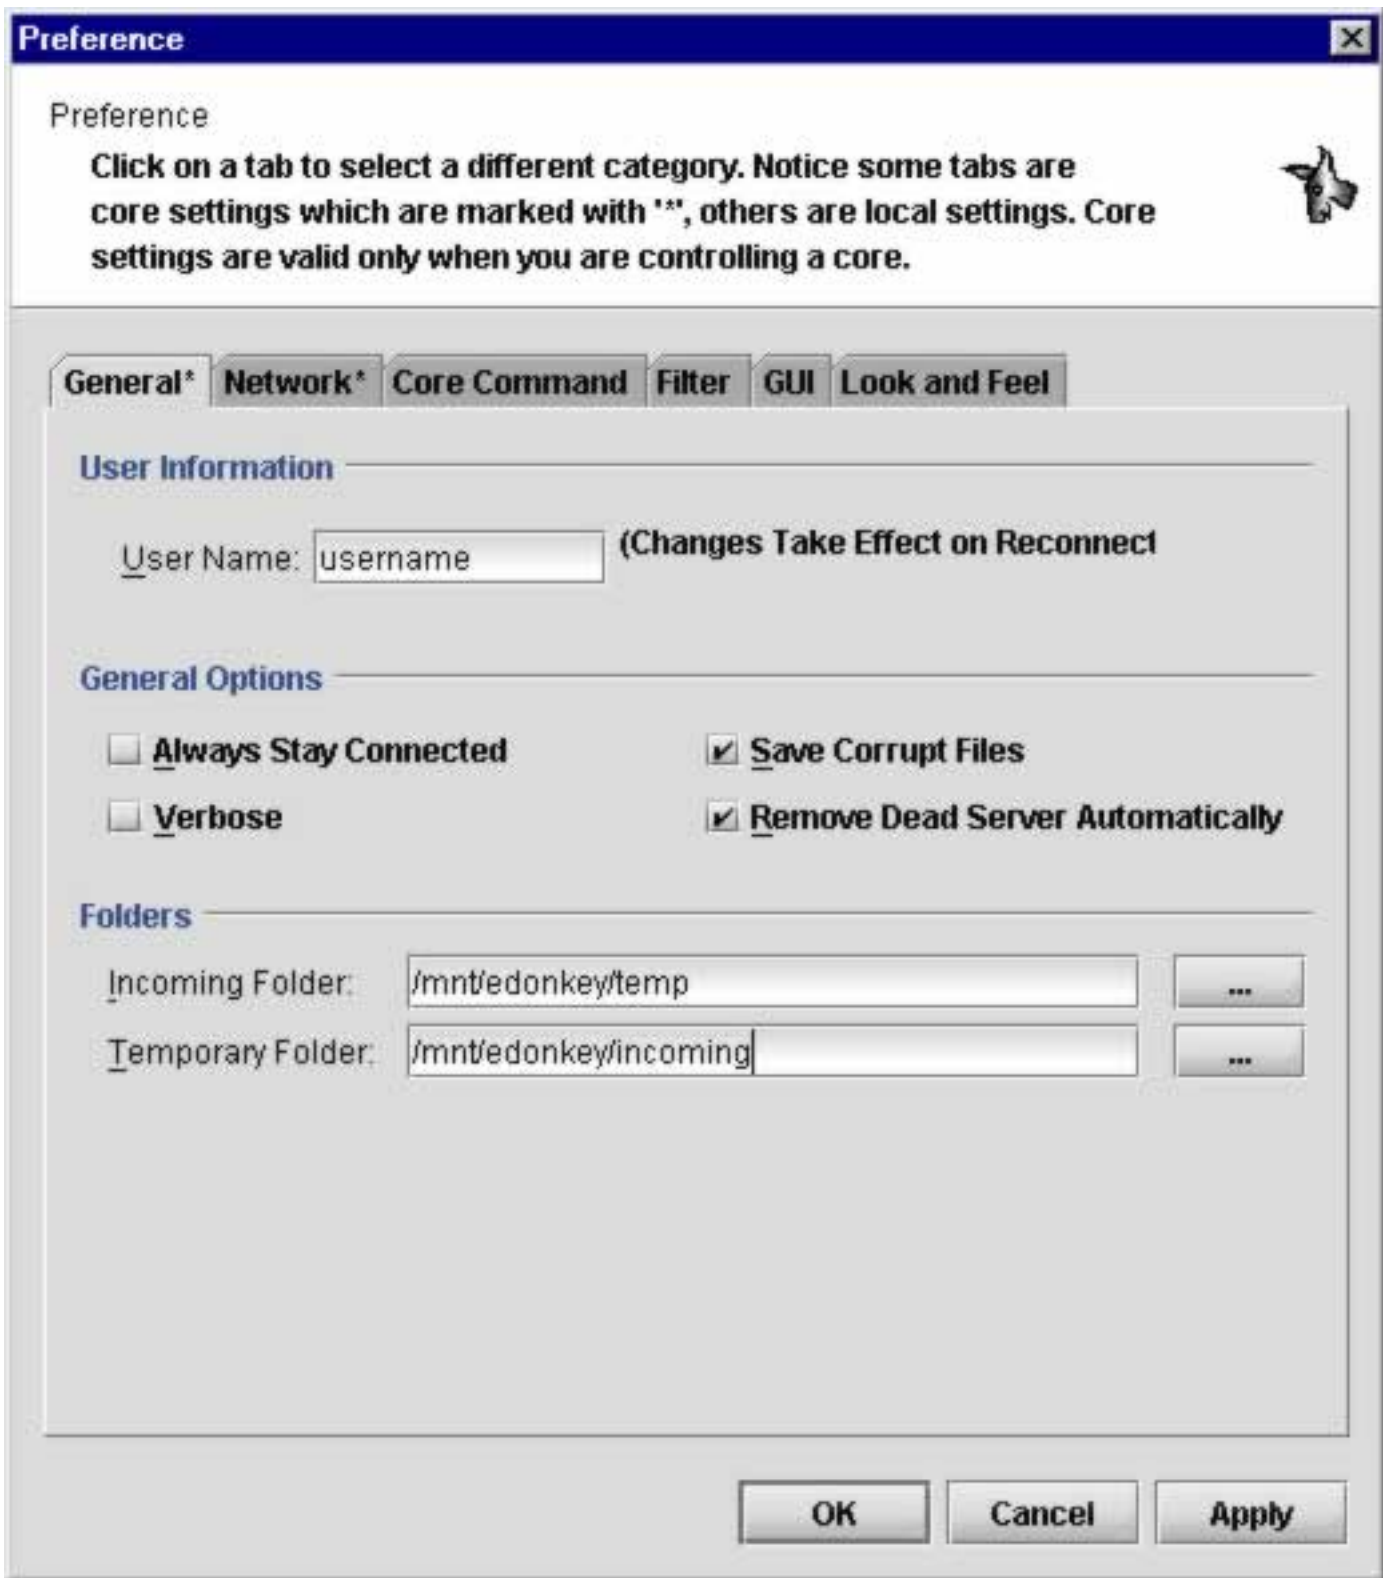 Preference
Preference
Click on a tab to select a different category. Notice some tabs are
core settings which are marked with '*', others are local settings. Core
settings are valid only when you are controlling a core.
General* Network* Core Command Filter GUI Look and Feel
User Information
User Name: username (Changes Take Effect on Reconnect
General Options
Always Stay Connected Save Corrupt Files
Verbose Remove Dead Server Automatically
Folders
Incoming Folder: /mnt/edonkey/temp ...
Temporary Folder: /mnt/edonkey/incoming ...
OK Cancel Apply